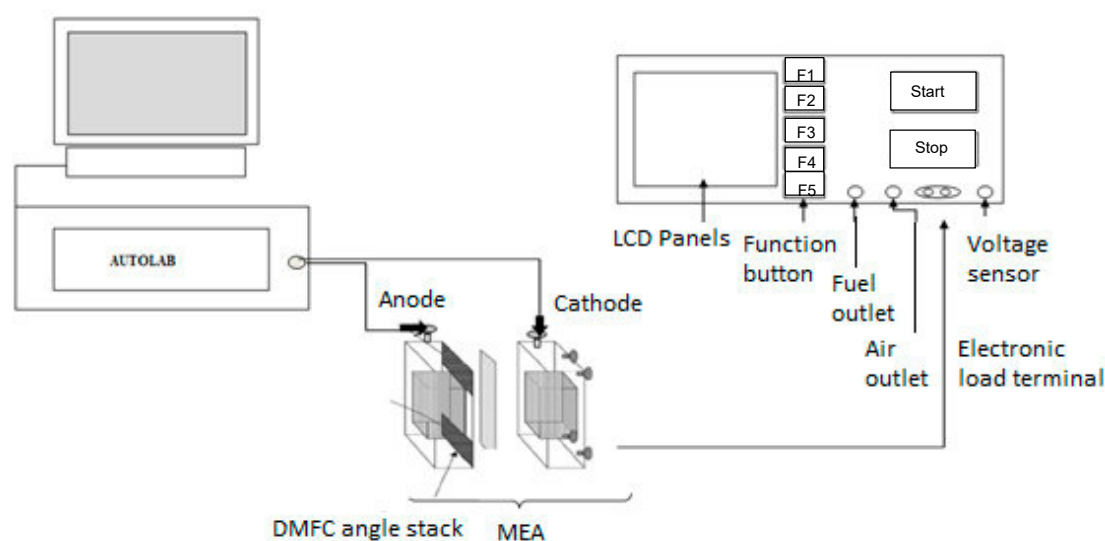 AUTOLAB
Anode
Cathode
DMFC angle stack
MEA
F1
F2
F3
F4
F5
Start
Stop
LCD Panels
Function
button
Fuel
outlet
Air
outlet
Electronic
load terminal
Voltage
sensor